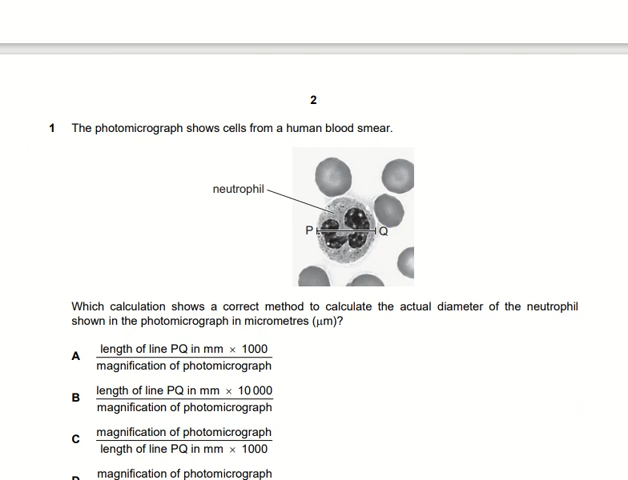 2
1 The photomicrograph shows cells from a human blood smear.
neutrophil
P Q
Which calculation shows a correct method to calculate the actual diameter of the neutrophil
shown in the photomicrograph in micrometres (μm)?
A length of line PQ in mm × 1000
magnification of photomicrograph
B length of line PQ in mm × 10 000
magnification of photomicrograph
C magnification of photomicrograph
length of line PQ in mm × 1000
D magnification of photomicrograph